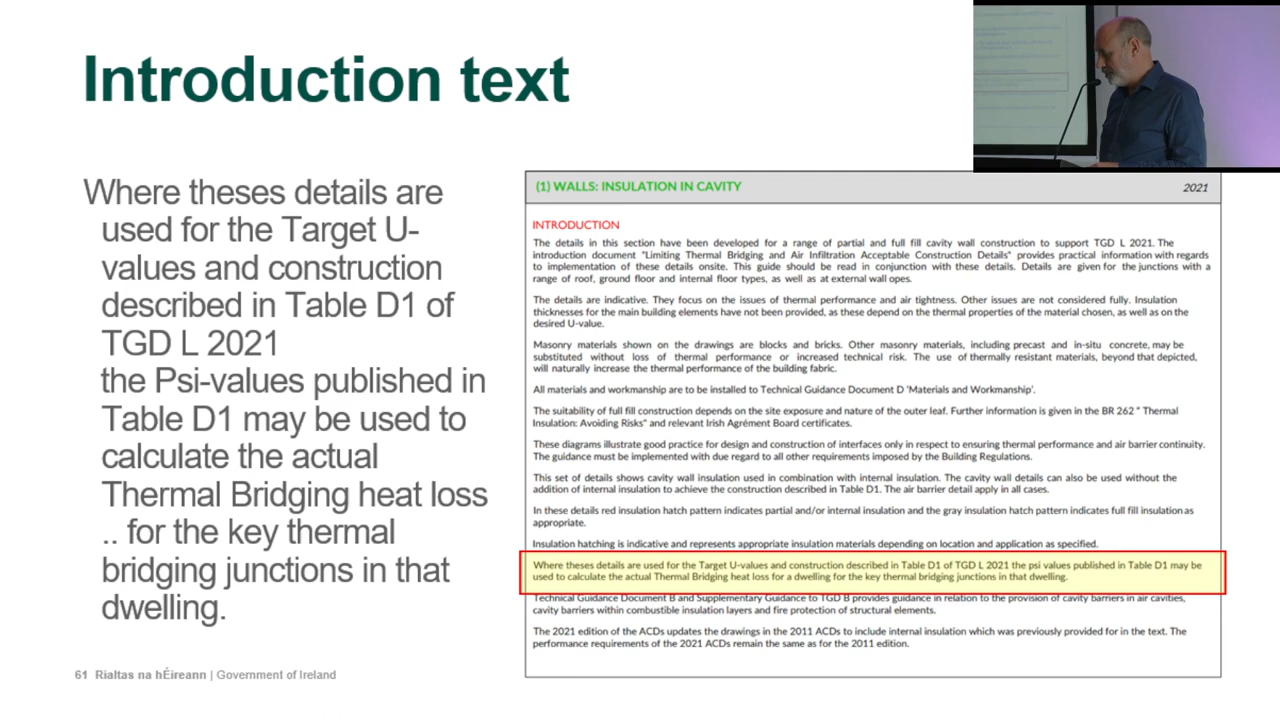 Introduction text
Where theses details are
used for the Target U-
values and construction
described in Table D1 of
TGD L 2021
the Psi-values published in
Table D1 may be used to
calculate the actual
Thermal Bridging heat loss
.. for the key thermal
bridging junctions in that
dwelling.
(1) WALLS: INSULATION IN CAVITY 2021
INTRODUCTION
The details in this section have been developed for a range of partial and full fill cavity wall construction to support TGD L 2021. The
introduction document "Limiting Thermal Bridging and Air Infiltration Acceptable Construction Details" provides practical information with regards
to implementation of these details onsite. This guide should be read in conjunction with these details. Details are given for the junctions with a
range of roof, ground floor and internal floor types, as well as at external wall opes.
The details are indicative. They focus on the issues of thermal performance and air tightness. Other issues are not considered fully. Insulation
thicknesses for the main building elements have not been provided, as these depend on the thermal properties of the material chosen, as well as on the
desired U-value.
Masonry materials shown on the drawings are blocks and bricks. Other masonry materials, including precast and in-situ concrete, may be
substituted without loss of thermal performance or increased technical risk. The use of thermally resistant materials, beyond that depicted,
will naturally increase the thermal performance of the building fabric.
All materials and workmanship are to be installed to Technical Guidance Document D 'Materials and Workmanship'.
The suitability of full fill construction depends on the site exposure and nature of the outer leaf. Further information is given in the BR 262 " Thermal
Insulation: Avoiding Risks" and relevant Irish Agrément Board certificates.
These diagrams illustrate good practice for design and construction of interfaces only in respect to ensuring thermal performance and air barrier continuity.
The guidance must be implemented with due regard to all other requirements imposed by the Building Regulations.
This set of details shows cavity wall insulation used in combination with internal insulation. The cavity wall details can also be used without the
addition of internal insulation to achieve the construction described in Table D1. The air barrier detail apply in all cases.
In these details red insulation hatch pattern indicates partial and/or internal insulation and the gray insulation hatch pattern indicates full fill insulation as
appropriate.
Insulation hatching is indicative and represents appropriate insulation materials depending on location and application as specified.
Where theses details are used for the Target U-values and construction described in Table D1 of TGD L 2021 the psi values published in Table D1 may be
used to calculate the actual Thermal Bridging heat loss for a dwelling for the key thermal bridging junctions in that dwelling.
Technical Guidance Document B and Supplementary Guidance to TGD B provides guidance in relation to the provision of cavity barriers in air cavities,
cavity barriers within combustible insulation layers and fire protection of structural elements.
The 2021 edition of the ACDs updates the drawings in the 2011 ACDs to include internal insulation which was previously provided for in the text. The
performance requirements of the 2021 ACDs remain the same as for the 2011 edition.
61 Rialtas na hÉireann | Government of Ireland